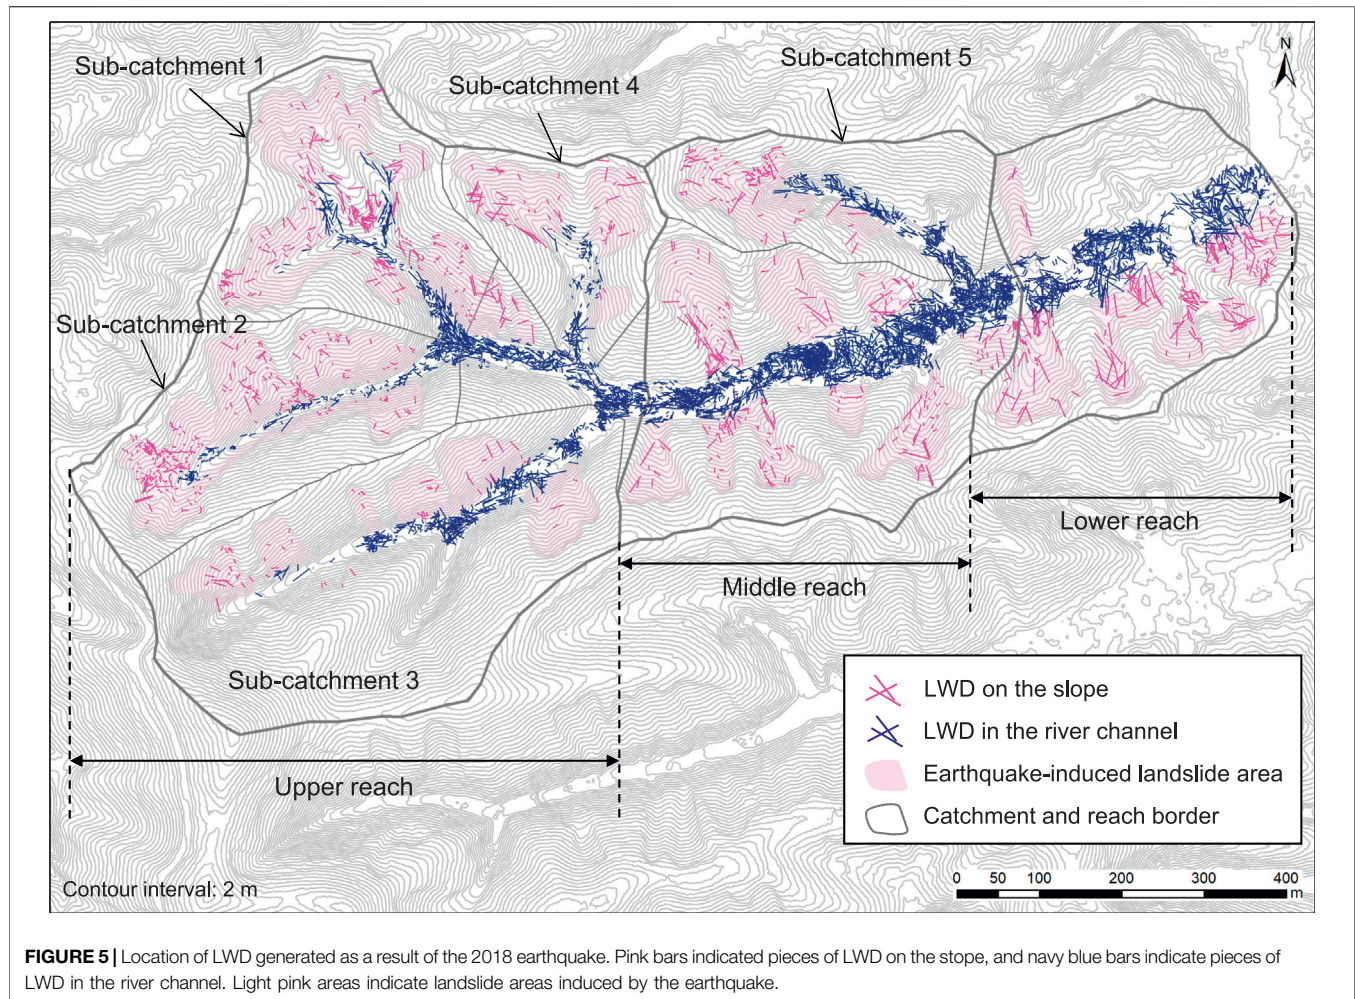 N
Sub-catchment 1
Sub-catchment 4
Sub-catchment 5
Sub-catchment 2
Lower reach
Middle reach
Sub-catchment 3
Upper reach
LWD on the slope
LWD in the river channel
Earthquake-induced landslide area
Catchment and reach border
Contour interval: 2 m
0 50 100 200 300 400
m
FIGURE 5 | Location of LWD generated as a result of the 2018 earthquake. Pink bars indicated pieces of LWD on the stope, and navy blue bars indicate pieces of
LWD in the river channel. Light pink areas indicate landslide areas induced by the earthquake.